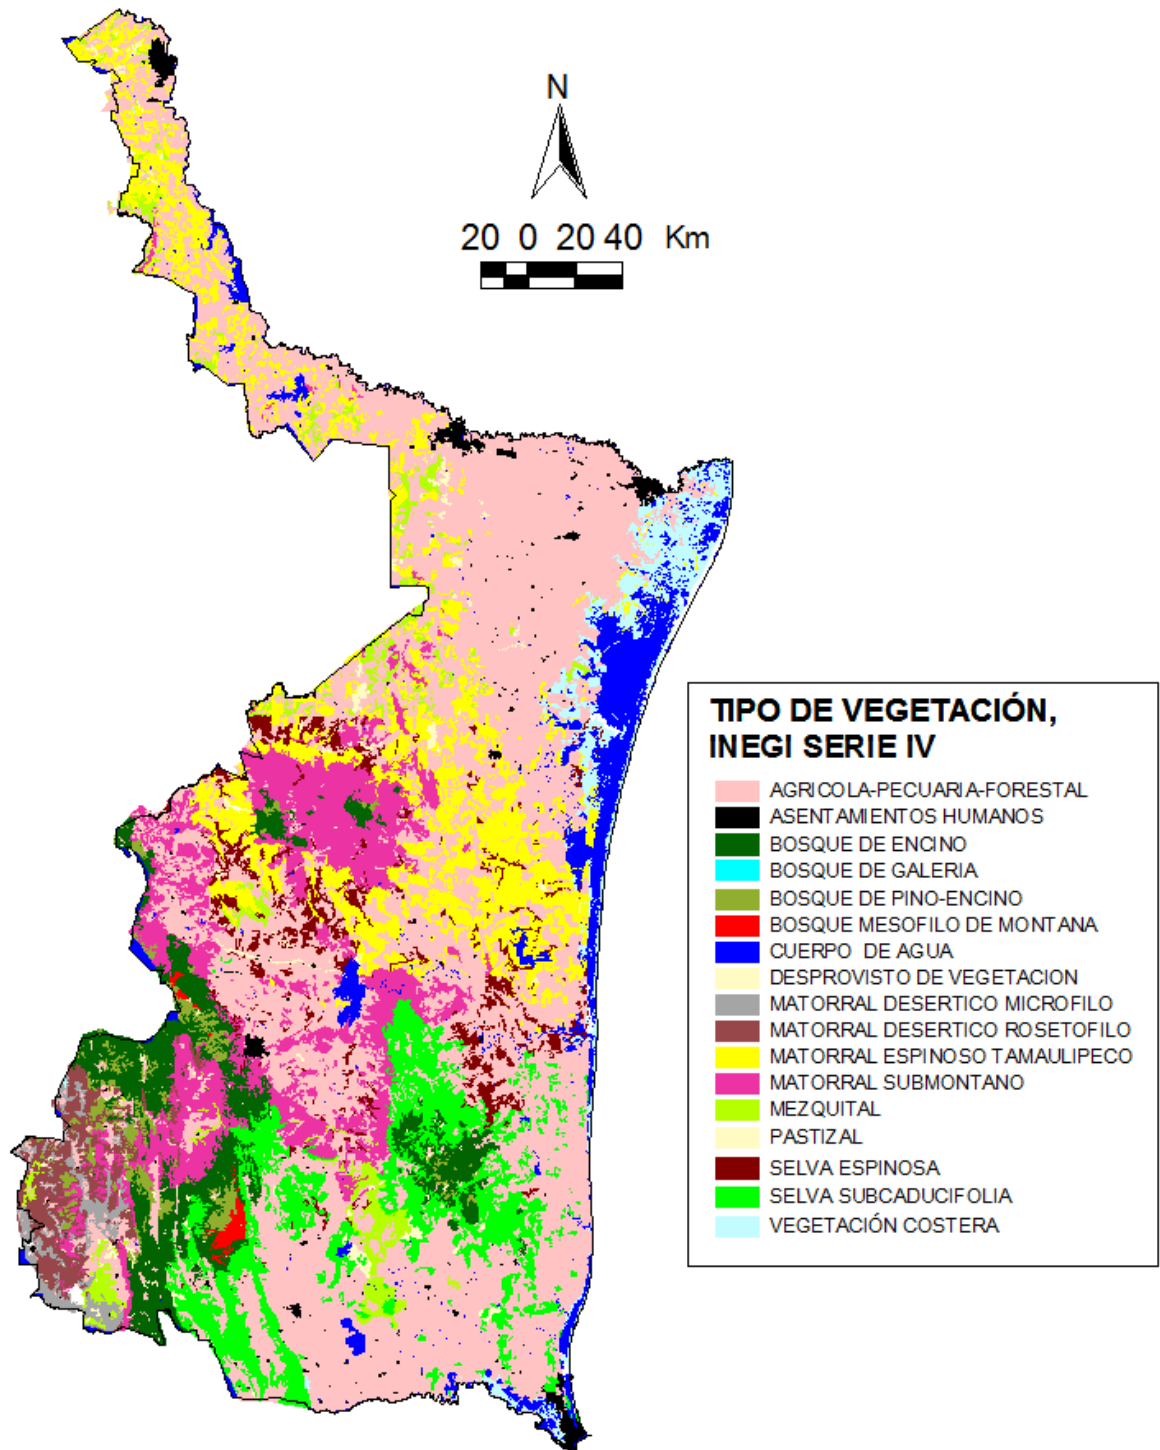 N
20 0 20 40 Km
TIPO DE VEGETACIÓN,
INEGI SERIE IV
AGRICOLA-PECUARIA-FORESTAL
ASENTAMIENTOS HUMANOS
BOSQUE DE ENCINO
BOSQUE DE GALERIA
BOSQUE DE PINO-ENCINO
BOSQUE MESOFILO DE MONTANA
CUERPO DE AGUA
DESPROVISTO DE VEGETACION
MATORRAL DESERTICO MICROFILO
MATORRAL DESERTICO ROSETOFILO
MATORRAL ESPINOSO TAMAULIPECO
MATORRAL SUBMONTANO
MEZQUITAL
PASTIZAL
SELVA ESPINOSA
SELVA SUBCADUCIFOLIA
VEGETACIÓN COSTERA